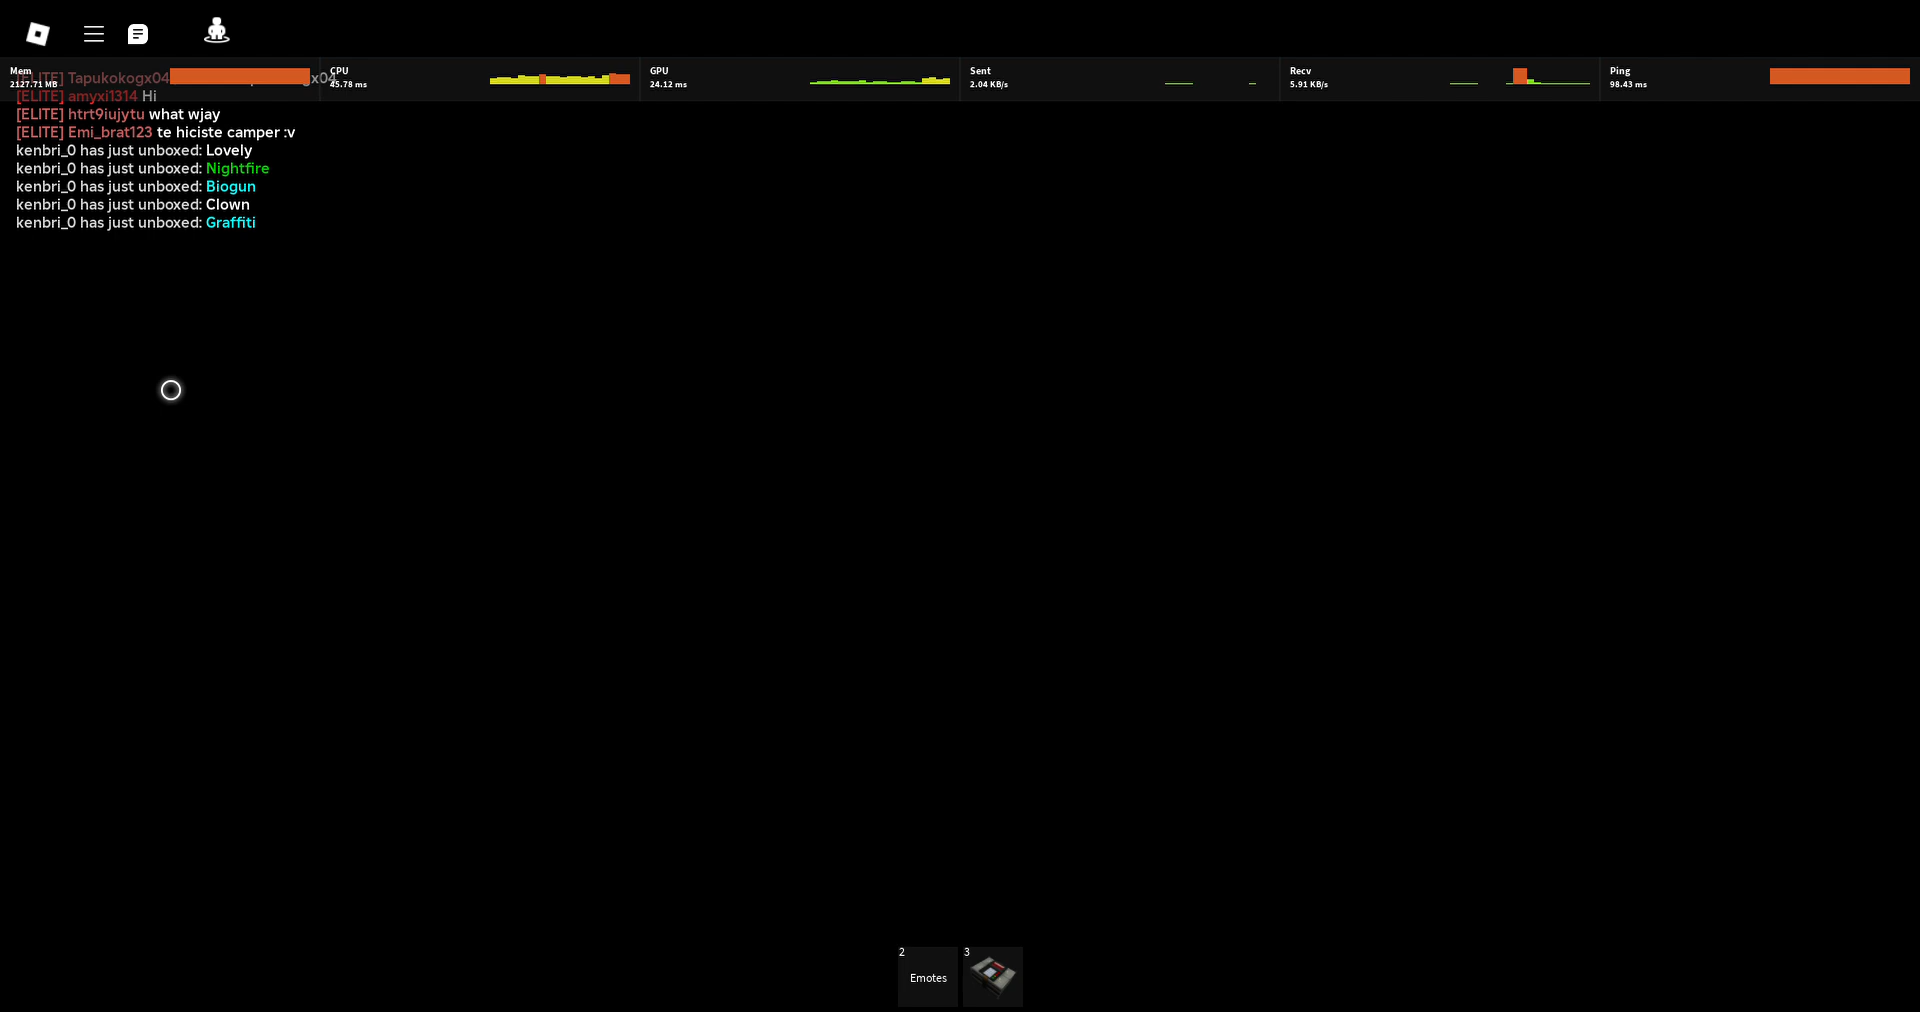 Mem
2127.71 MB
CPU
45.78 ms
GPU
24.12 ms
Sent
2.04 KB/s
Recv
5.91 KB/s
Ping
98.43 ms
[ELITE] Tapukokogx04
gx04
[ELITE] amyxi1314 Hi
[ELITE] htrt9iujytu what wjay
[ELITE] Emi_brat123 te hiciste camper :v
kenbri_0 has just unboxed: Lovely
kenbri_0 has just unboxed: Nightfire
kenbri_0 has just unboxed: Biogun
kenbri_0 has just unboxed: Clown
kenbri_0 has just unboxed: Graffiti
2
Emotes
3